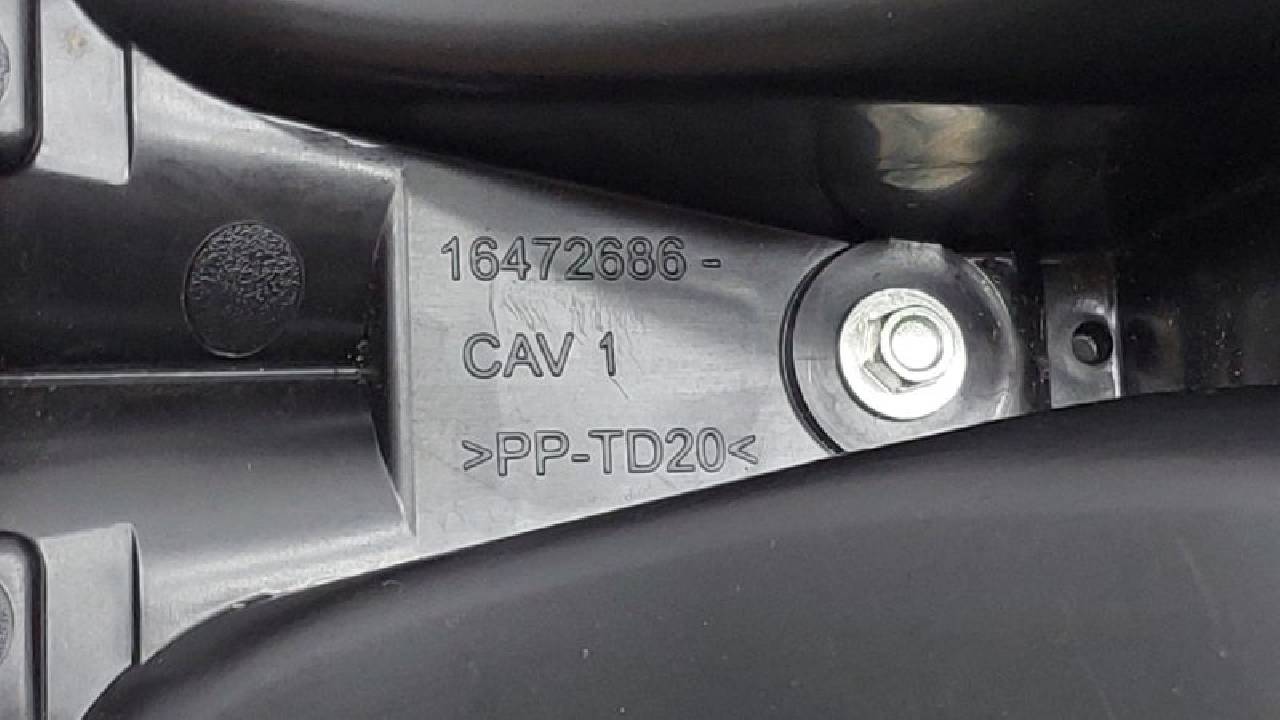 16472686 -
CAV 1
>PP-TD20<